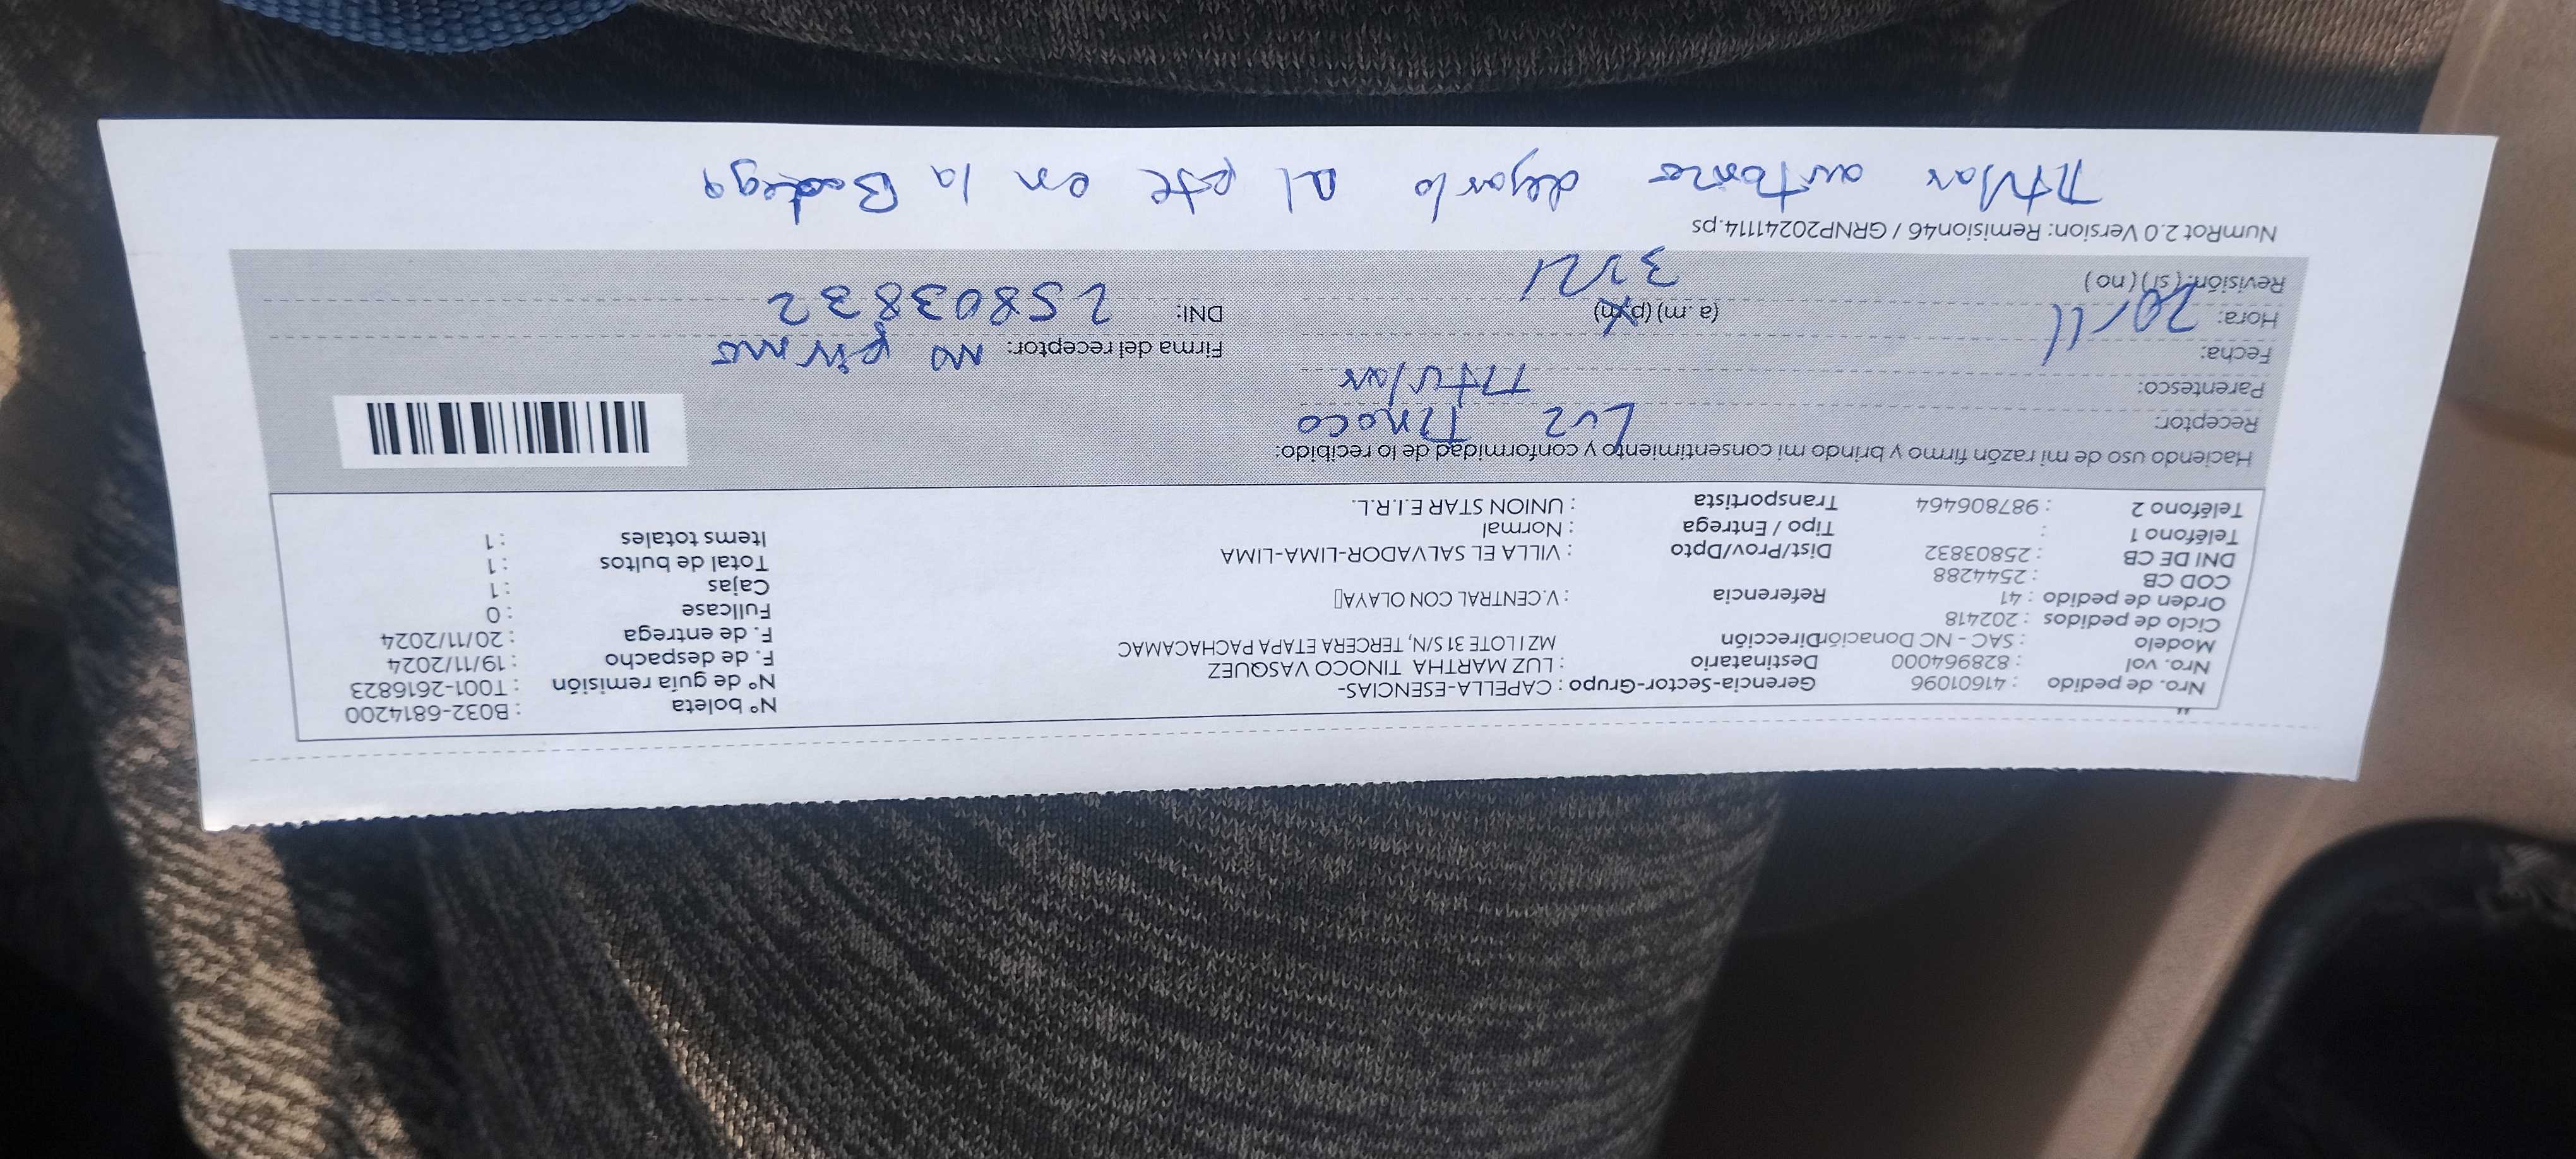 Nro. de pedido : 41601096 Gerencia-Sector-Grupo : CAPELLA-ESENCIAS- N° boleta : B032-6814200
Nro. vol : 828964000 Destinatario : LUZ MARTHA TINOCO VASQUEZ N° de guía remisión : T001-2616823
Modelo : SAC - NC Donación Dirección MZ I LOTE 31 S/N, TERCERA ETAPA PACHACAMAC F. de despacho : 19/11/2024
Ciclo de pedidos : 202418 F. de entrega : 20/11/2024
Orden de pedido : 41 Referencia : V.CENTRAL CON OLAYA Fullcase : 0
COD CB : 2544288 Cajas : 1
DNI DE CB : 25803832 Dist/Prov/Dpto : VILLA EL SALVADOR-LIMA-LIMA Total de bultos : 1
Teléfono 1 : Tipo / Entrega : Normal Items totales : 1
Teléfono 2 : 987806464 Transportista : UNION STAR E.I.R.L.
Haciendo uso de mi razón firmo y brindo mi consentimiento y conformidad de lo recibido:
Receptor: Luz Tinoco
Parentesco: Titular
Fecha: 20/11 Firma del receptor: no firmo
Hora: (a.m) (p.m) DNI: 25803832
Revisión: (si) (no)
NumRot 2.0 Version: Remision46 / GRNP20241114.ps
Titular autorizo dejarlo al pte en la Bodega